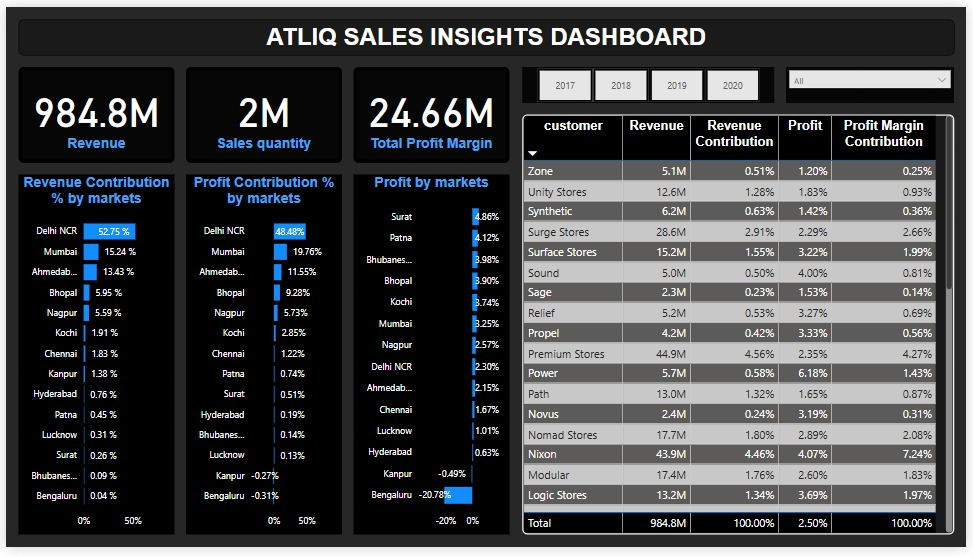 ATLIQ SALES INSIGHTS DASHBOARD
984.8M
Revenue
2M
Sales quantity
24.66M
Total Profit Margin
2017 2018 2019 2020
All
Revenue Contribution
% by markets
Delhi NCR 52.75 %
Mumbai 15.24 %
Ahmedab... 13.43 %
Bhopal 5.95 %
Nagpur 5.59 %
Kochi 1.91 %
Chennai 1.83 %
Kanpur 1.38 %
Hyderabad 0.76 %
Patna 0.45 %
Lucknow 0.31 %
Surat 0.26 %
Bhubanes... 0.09 %
Bengaluru 0.04 %
0% 50%
Profit Contribution %
by markets
Delhi NCR 48.48%
Mumbai 19.76%
Ahmedab... 11.55%
Bhopal 9.28%
Nagpur 5.73%
Kochi 2.85%
Chennai 1.22%
Patna 0.74%
Surat 0.51%
Hyderabad 0.19%
Bhubanes... 0.14%
Lucknow 0.13%
Kanpur -0.27%
Bengaluru -0.31%
0% 50%
Profit by markets
Surat 4.86%
Patna 4.12%
Bhubanes... 3.98%
Bhopal 3.90%
Kochi 3.74%
Mumbai 3.25%
Nagpur 2.57%
Delhi NCR 2.30%
Ahmedab... 2.15%
Chennai 1.67%
Lucknow 1.01%
Hyderabad 0.63%
Kanpur -0.49%
Bengaluru -20.78%
-20% 0%
customer Revenue Revenue Profit Profit Margin
Contribution Contribution
Zone 5.1M 0.51% 1.20% 0.25%
Unity Stores 12.6M 1.28% 1.83% 0.93%
Synthetic 6.2M 0.63% 1.42% 0.36%
Surge Stores 28.6M 2.91% 2.29% 2.66%
Surface Stores 15.2M 1.55% 3.22% 1.99%
Sound 5.0M 0.50% 4.00% 0.81%
Sage 2.3M 0.23% 1.53% 0.14%
Relief 5.2M 0.53% 3.27% 0.69%
Propel 4.2M 0.42% 3.33% 0.56%
Premium Stores 44.9M 4.56% 2.35% 4.27%
Power 5.7M 0.58% 6.18% 1.43%
Path 13.0M 1.32% 1.65% 0.87%
Novus 2.4M 0.24% 3.19% 0.31%
Nomad Stores 17.7M 1.80% 2.89% 2.08%
Nixon 43.9M 4.46% 4.07% 7.24%
Modular 17.4M 1.76% 2.60% 1.83%
Logic Stores 13.2M 1.34% 3.69% 1.97%
Total 984.8M 100.00% 2.50% 100.00%